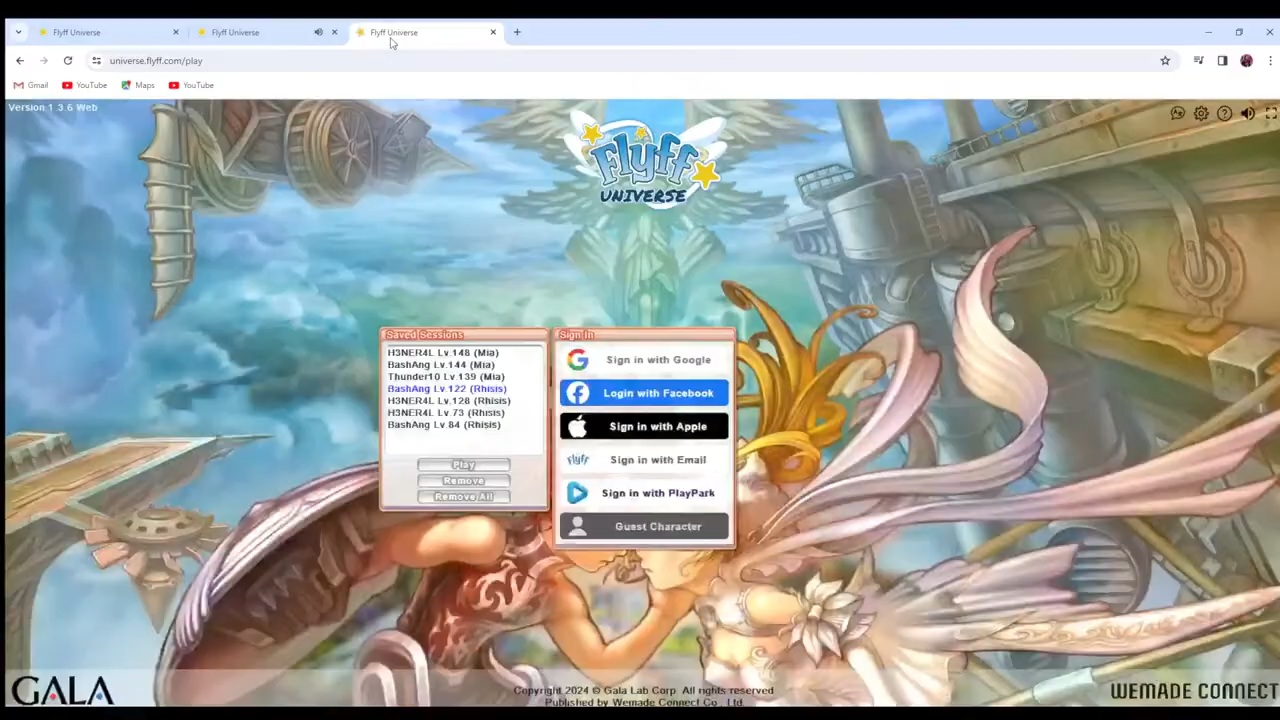 Flyff Universe
Flyff Universe
Flyff Universe
universe.flyff.com/play
Gmail
YouTube
Maps
YouTube
Version 1.3.6 Web
Flyff
UNIVERSE
Saved Sessions
H3NER4L Lv.148 (Mia)
BashAng Lv.144 (Mia)
Thunder10 Lv.139 (Mia)
BashAng Lv.122 (Rhisis)
H3NER4L Lv.128 (Rhisis)
H3NER4L Lv.73 (Rhisis)
BashAng Lv.84 (Rhisis)
Play
Remove
Remove All
Sign In
Sign in with Google
Login with Facebook
Sign in with Apple
flyff Sign in with Email
Sign in with PlayPark
Guest Character
GALA
Copyright 2024 © Gala Lab Corp. All rights reserved
Published by Wemade Connect Co., Ltd.
WEMADE CONNECT